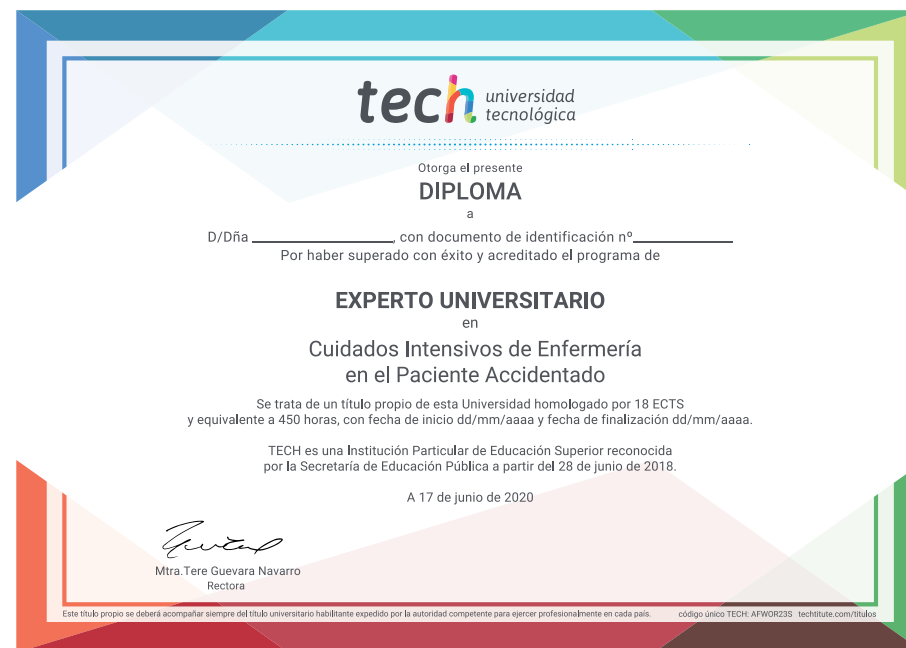 tech universidad
tecnológica
Otorga el presente
DIPLOMA
a
D/Dña ____________________, con documento de identificación nº______________
Por haber superado con éxito y acreditado el programa de
EXPERTO UNIVERSITARIO
en
Cuidados Intensivos de Enfermería
en el Paciente Accidentado
Se trata de un título propio de esta Universidad homologado por 18 ECTS
y equivalente a 450 horas, con fecha de inicio dd/mm/aaaa y fecha de finalización dd/mm/aaaa.
TECH es una Institución Particular de Educación Superior reconocida
por la Secretaría de Educación Pública a partir del 28 de junio de 2018.
A 17 de junio de 2020
Mtra.Tere Guevara Navarro
Rectora
Este título propio se deberá acompañar siempre del título universitario habilitante expedido por la autoridad competente para ejercer profesionalmente en cada país. código único TECH: AFWOR23S techtitute.com/titulos